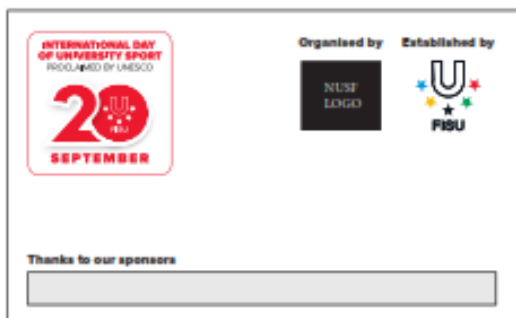 INTERNATIONAL DAY
OF UNIVERSITY SPORT
PROCLAIMED BY UNESCO
20
FISU
SEPTEMBER
Organised by
NUSF
LOGO
Established by
FISU
Thanks to our sponsors